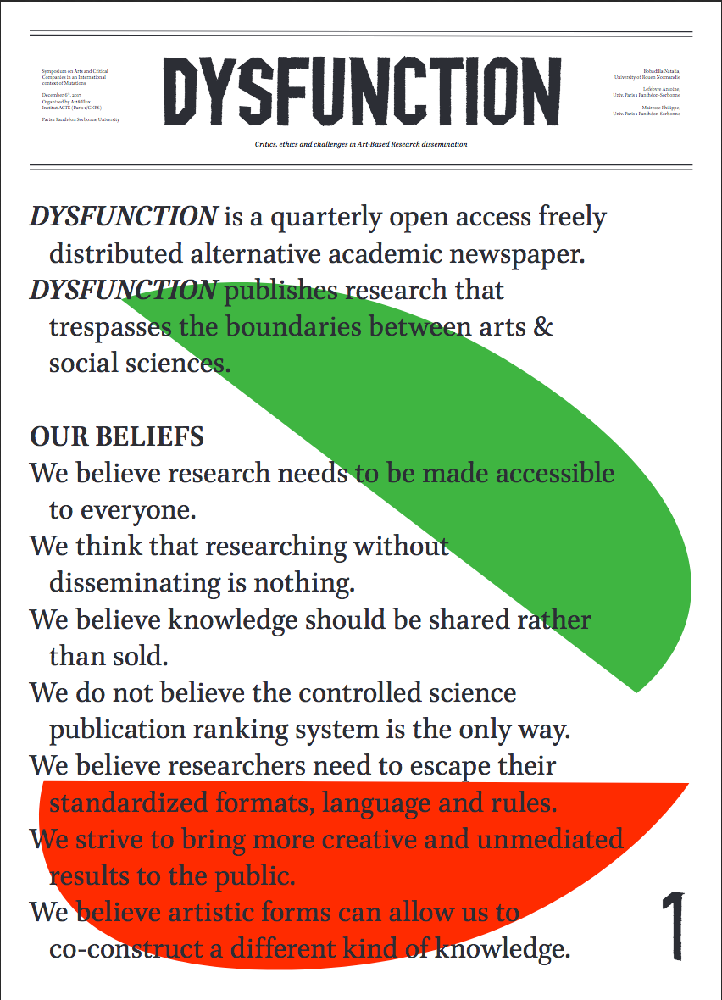 Symposium on Arts and Critical
Companies in an International
context of Mutations
December 6th, 2017
Organized by Art&Flux
Institut ACTE (Paris 1/CNRS)
Paris 1 Panthéon Sorbonne University
DYSFUNCTION
Bobadilla Natalia,
University of Rouen Normandie
Lefebvre Antoine,
Univ. Paris 1 Panthéon-Sorbonne
Mairesse Philippe,
Univ. Paris 1 Panthéon-Sorbonne
Critics, ethics and challenges in Art-Based Research dissemination
DYSFUNCTION is a quarterly open access freely
distributed alternative academic newspaper.
DYSFUNCTION publishes research that
trespasses the boundaries between arts &
social sciences.
OUR BELIEFS
We believe research needs to be made accessible
to everyone.
We think that researching without
disseminating is nothing.
We believe knowledge should be shared rather
than sold.
We do not believe the controlled science
publication ranking system is the only way.
We believe researchers need to escape their
standardized formats, language and rules.
We strive to bring more creative and unmediated
results to the public.
We believe artistic forms can allow us to
co-construct a different kind of knowledge.
1